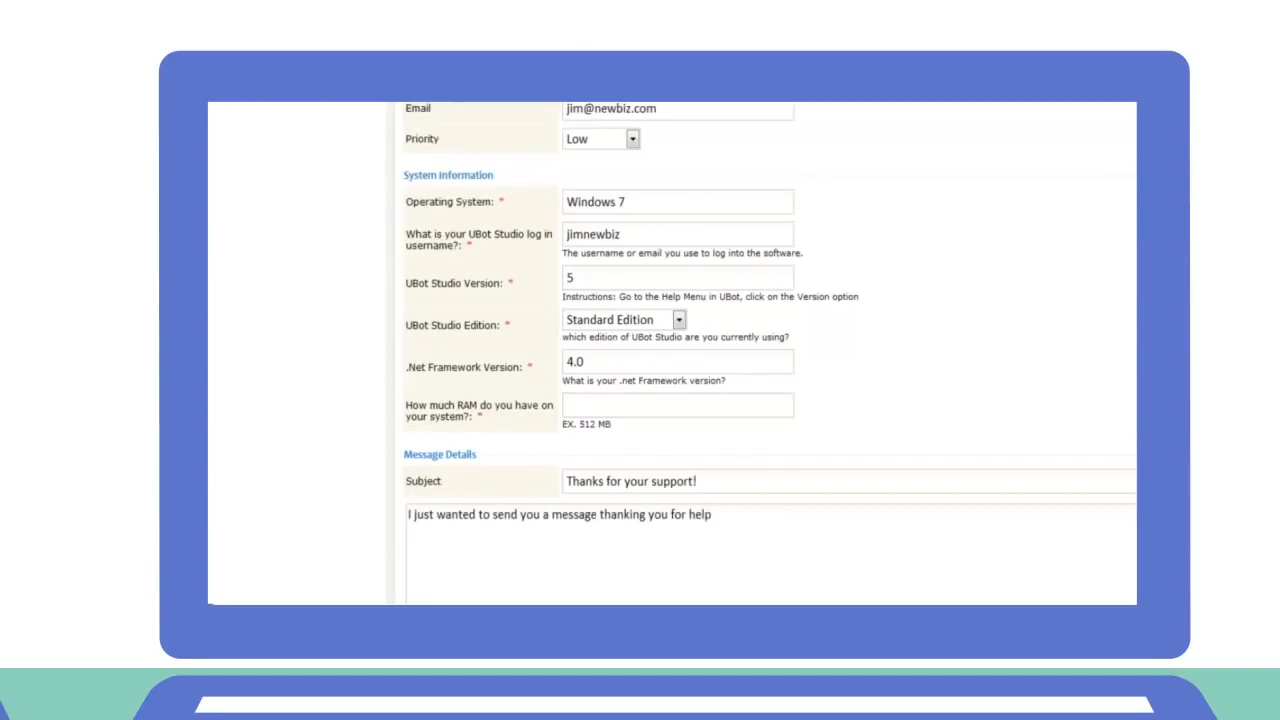 Email jim@newbiz.com
Priority Low
System Information
Operating System: * Windows 7
What is your UBot Studio log in
username?: *
jimnewbiz
The username or email you use to log into the software.
UBot Studio Version: * 5
Instructions: Go to the Help Menu in UBot, click on the Version option
UBot Studio Edition: * Standard Edition
which edition of UBot Studio are you currently using?
.Net Framework Version: * 4.0
What is your .net Framework version?
How much RAM do you have on
your system?: *
EX. 512 MB
Message Details
Subject Thanks for your support!
I just wanted to send you a message thanking you for help